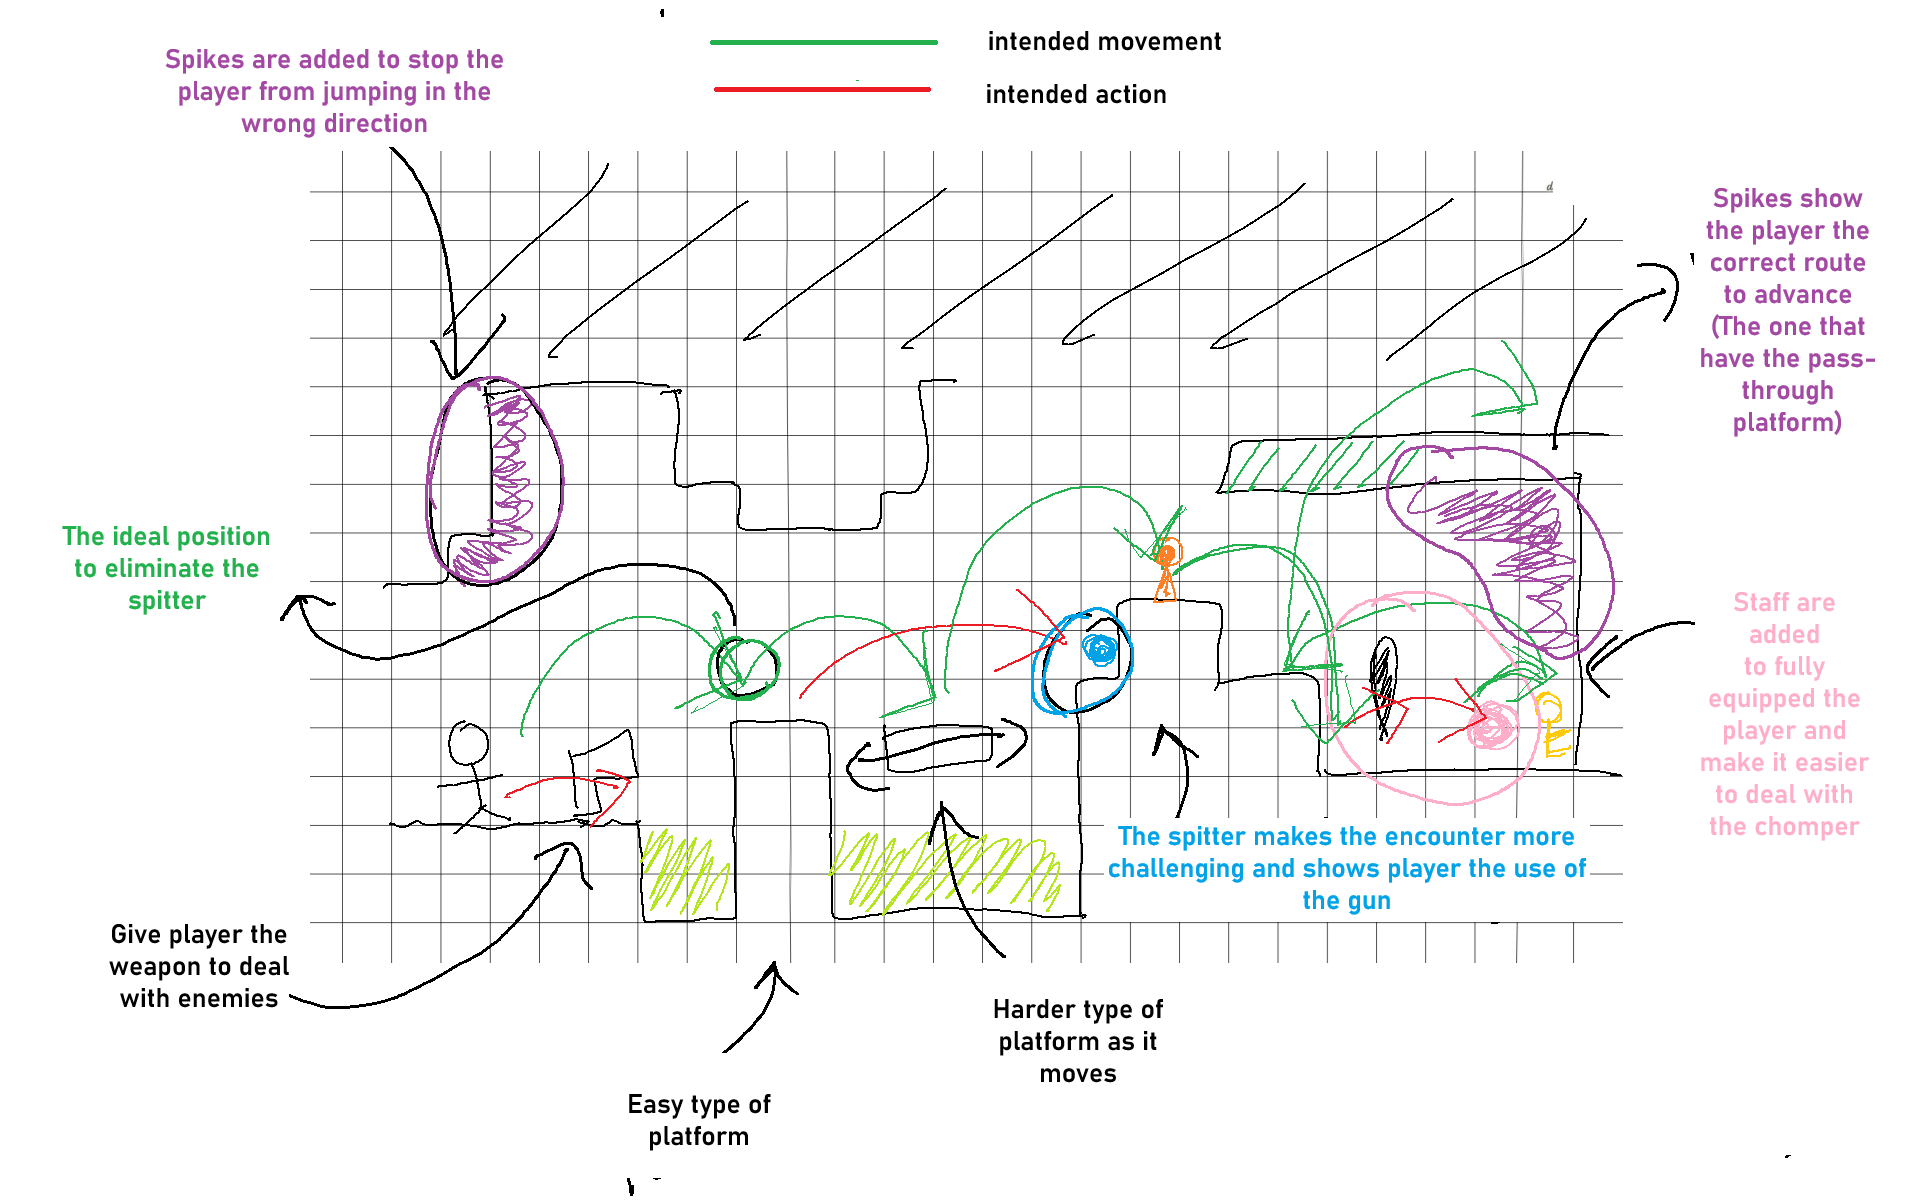 intended movement
intended action
Spikes are added to stop the
player from jumping in the
wrong direction
d
Spikes show
the player the
correct route
to advance
(The one that
have the pass-
through
platform)
The ideal position
to eliminate the
spitter
Staff are
added
to fully
equipped the
player and
make it easier
to deal with
the chomper
The spitter makes the encounter more
challenging and shows player the use of
the gun
Give player the
weapon to deal
with enemies
Harder type of
platform as it
moves
Easy type of
platform